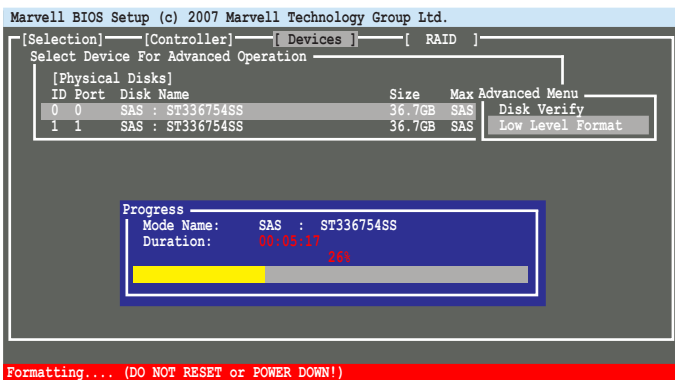 Marvell BIOS Setup (c) 2007 Marvell Technology Group Ltd.
[Selection] [Controller] [ Devices ] [ RAID ]
Select Device For Advanced Operation
[Physical Disks]
ID Port Disk Name Size Max
0 0 SAS : ST336754SS 36.7GB SAS
1 1 SAS : ST336754SS 36.7GB SAS
Advanced Menu
Disk Verify
Low Level Format
Progress
Mode Name: SAS : ST336754SS
Duration: 00:05:17
26%
Formatting.... (DO NOT RESET or POWER DOWN!)